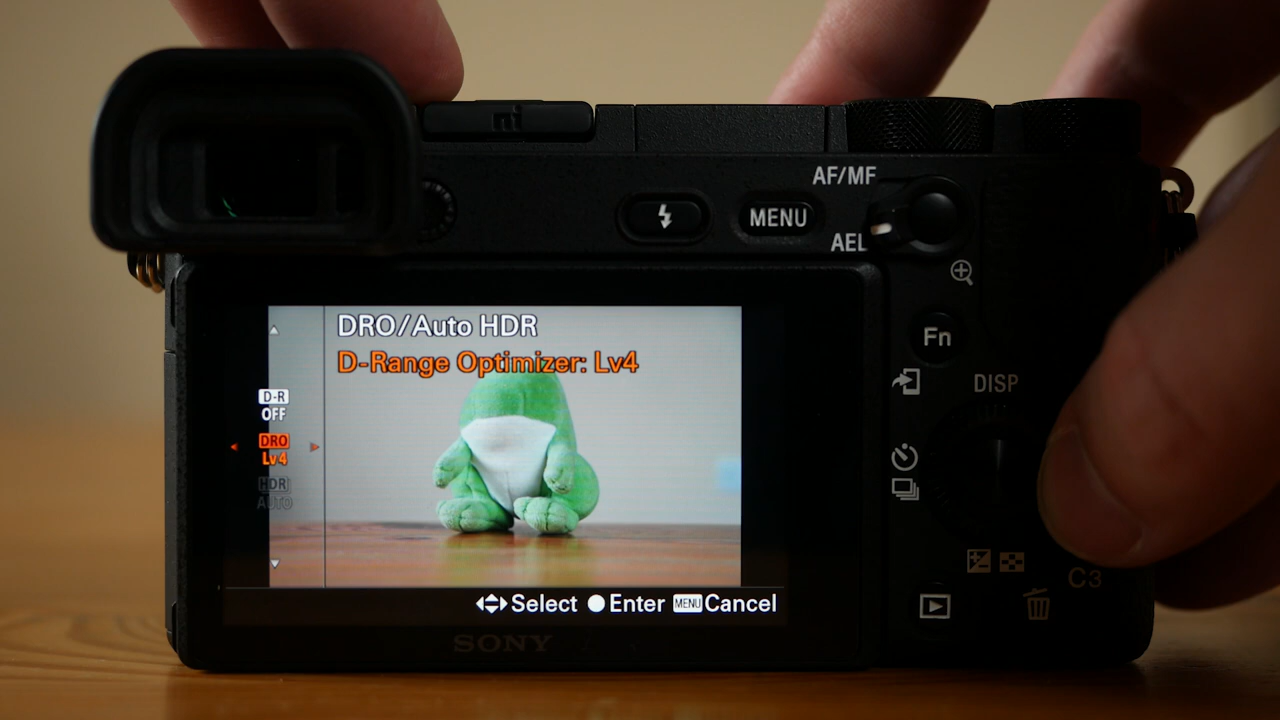 AF/MF
MENU
AEL
Fn
DISP
DRO/Auto HDR
D-Range Optimizer: Lv4
D-R
OFF
DRO
Lv4
HDR
AUTO
Select Enter MENU Cancel
C3
SONY